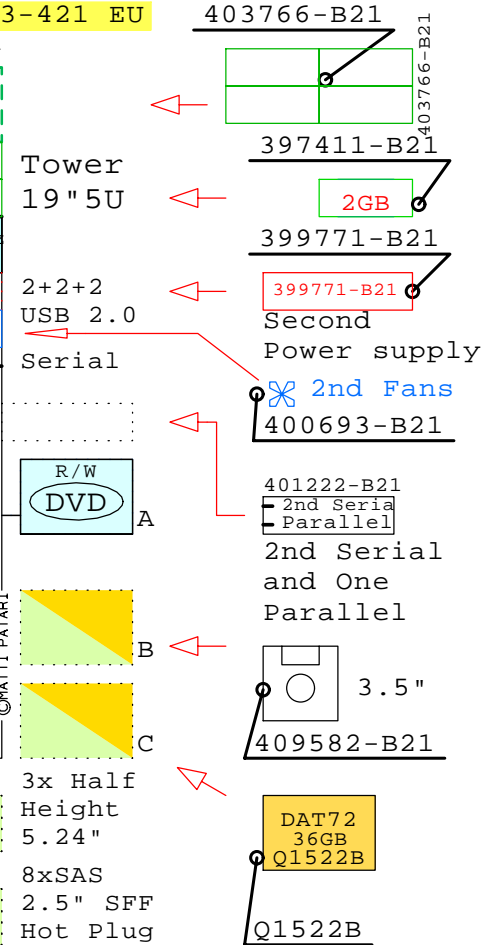 3-421 EU
403766-B21
403766-B21
397411-B21
Tower
19"5U
2GB
399771-B21
2+2+2
USB 2.0
399771-B21
Second
Power supply
Serial
2nd Fans
400693-B21
R/W
DVD
A
401222-B21
2nd Seria
Parallel
2nd Serial
and One
Parallel
©MATTI PATARI
B
3.5"
C
409582-B21
3x Half
Height
5.24"
DAT72
36GB
Q1522B
8xSAS
2.5" SFF
Hot Plug
Q1522B